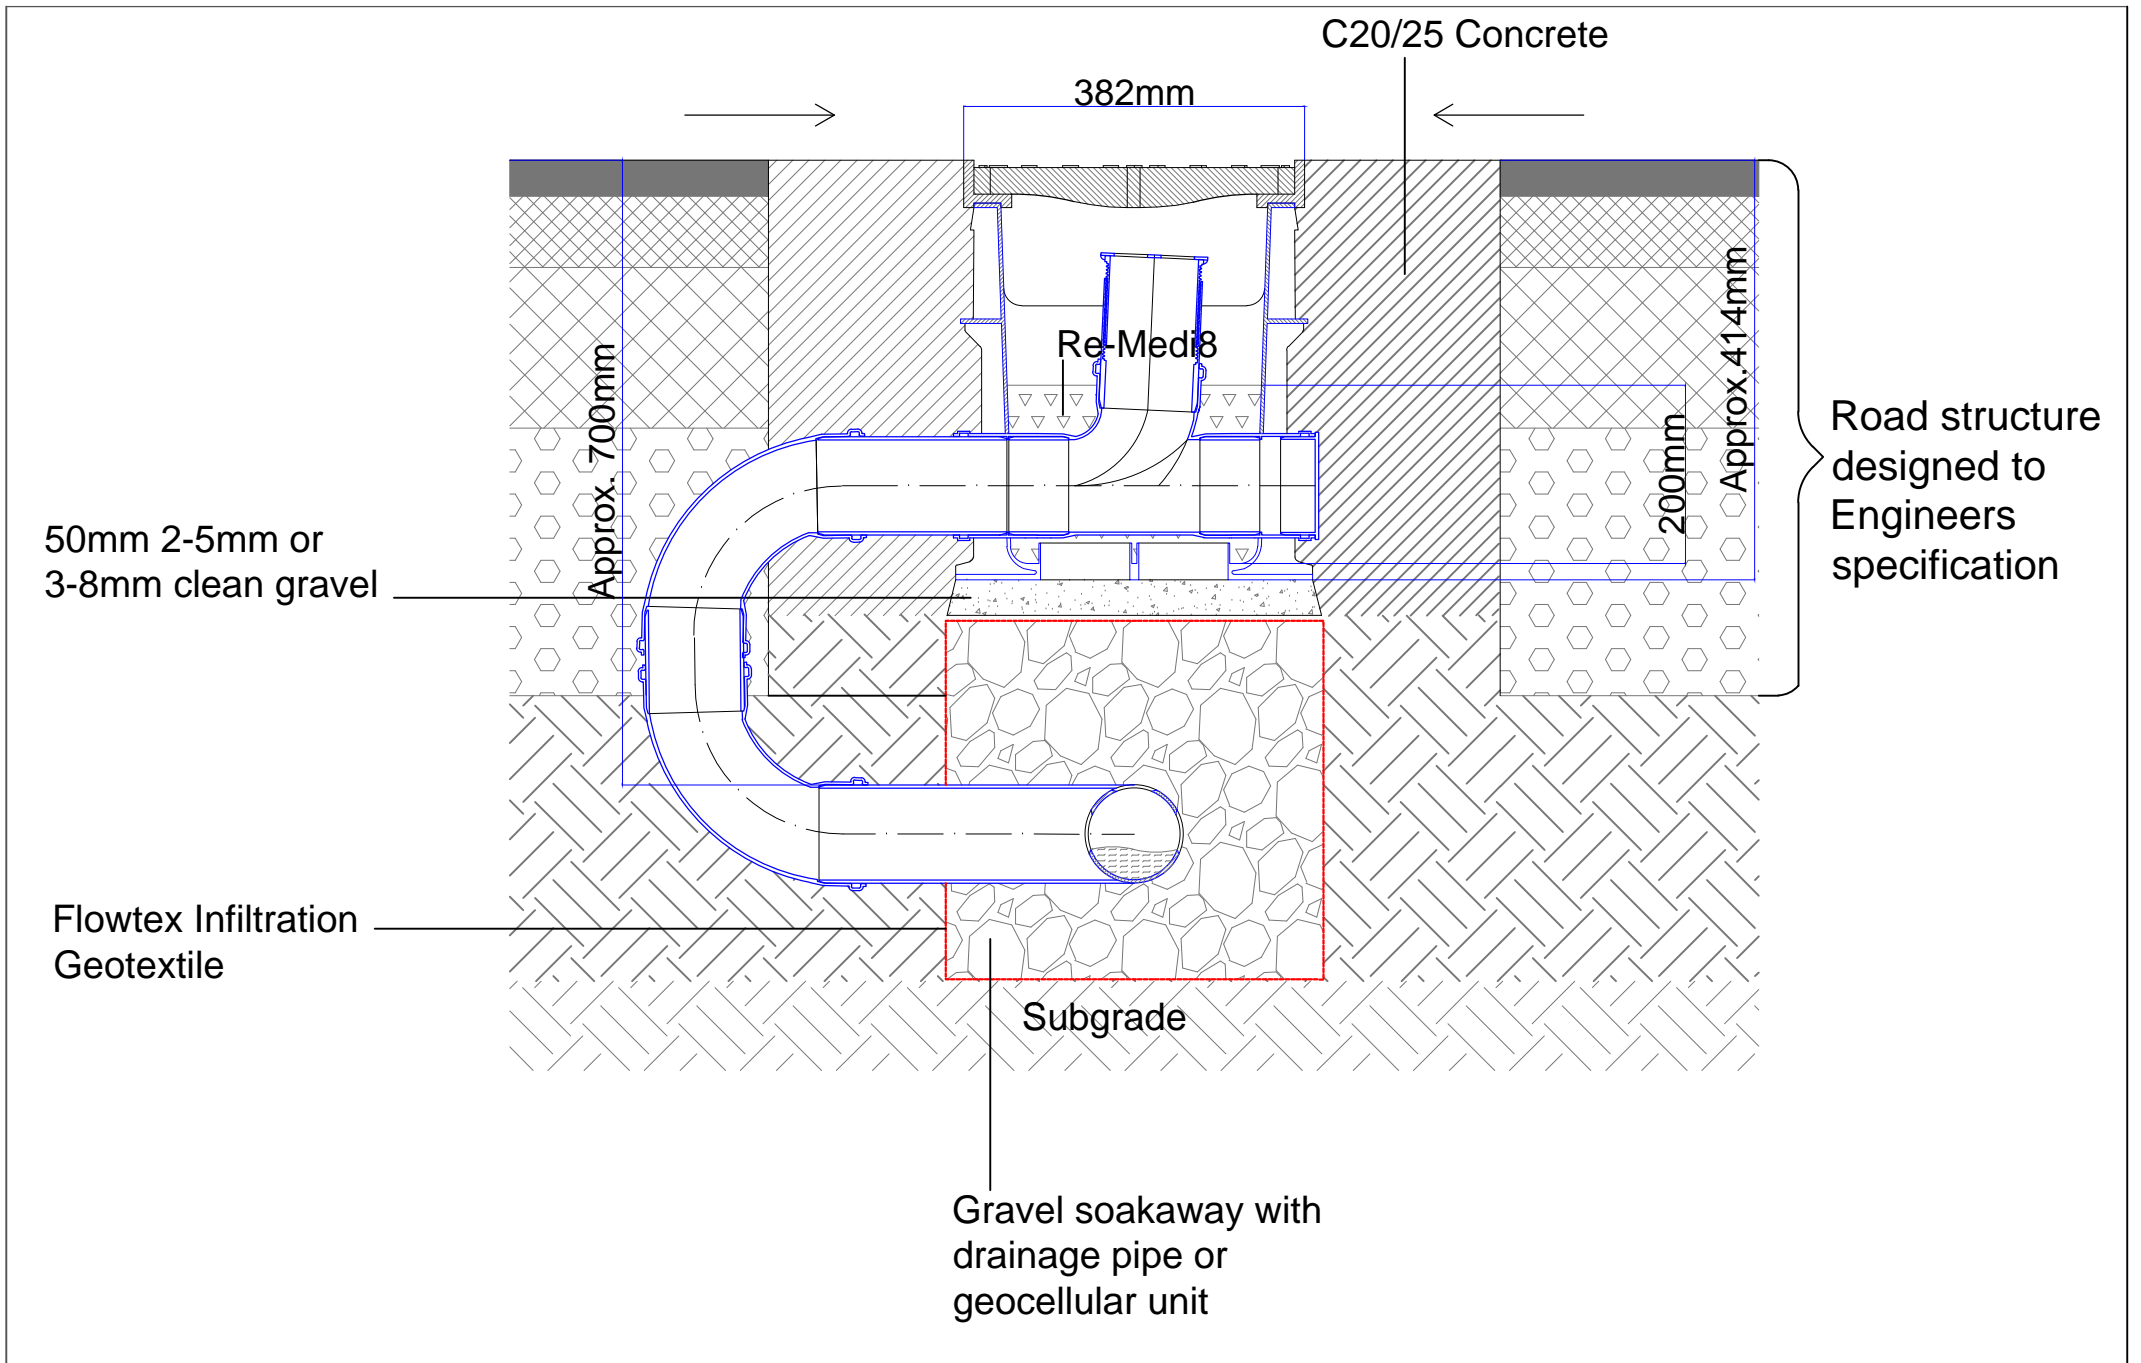 C20/25 Concrete
382mm
Re-Medi8
Approx. 700mm
Approx.414mm
200mm
Road structure
designed to
Engineers
specification
50mm 2-5mm or
3-8mm clean gravel
Flowtex Infiltration
Geotextile
Subgrade
Gravel soakaway with
drainage pipe or
geocellular unit